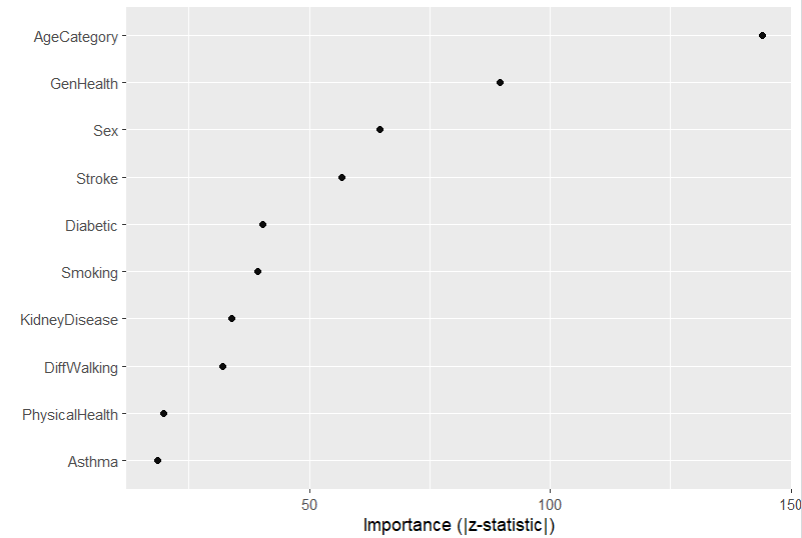 AgeCategory
GenHealth
Sex
Stroke
Diabetic
Smoking
KidneyDisease
DiffWalking
PhysicalHealth
Asthma
50 100 150
Importance (|z-statistic|)